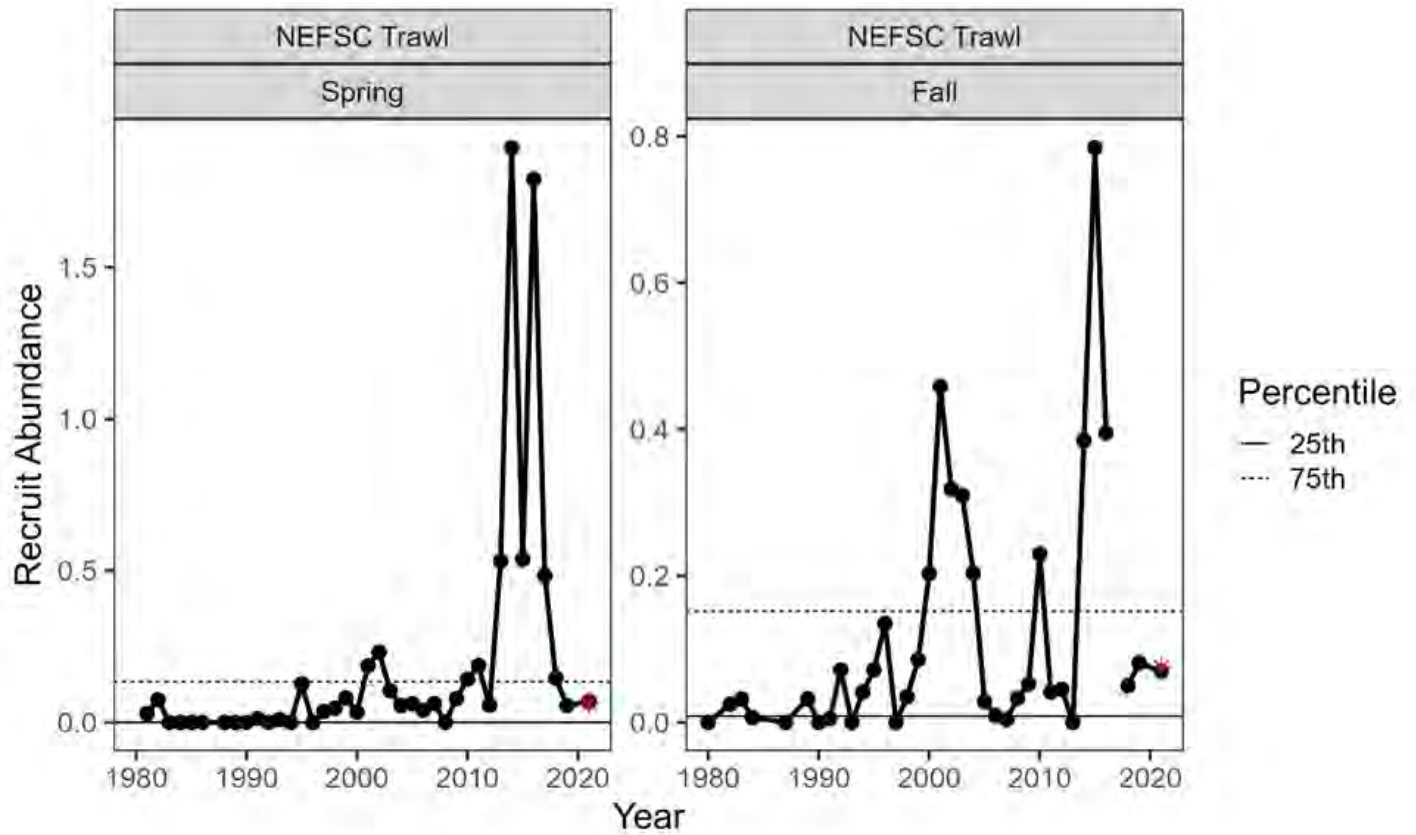 NEFSC Trawl
Spring
NEFSC Trawl
Fall
Recruit Abundance
1.5
1.0
0.5
0.0
0.8
0.6
0.4
0.2
0.0
1980 1990 2000 2010 2020
1980 1990 2000 2010 2020
Year
Percentile
25th
75th